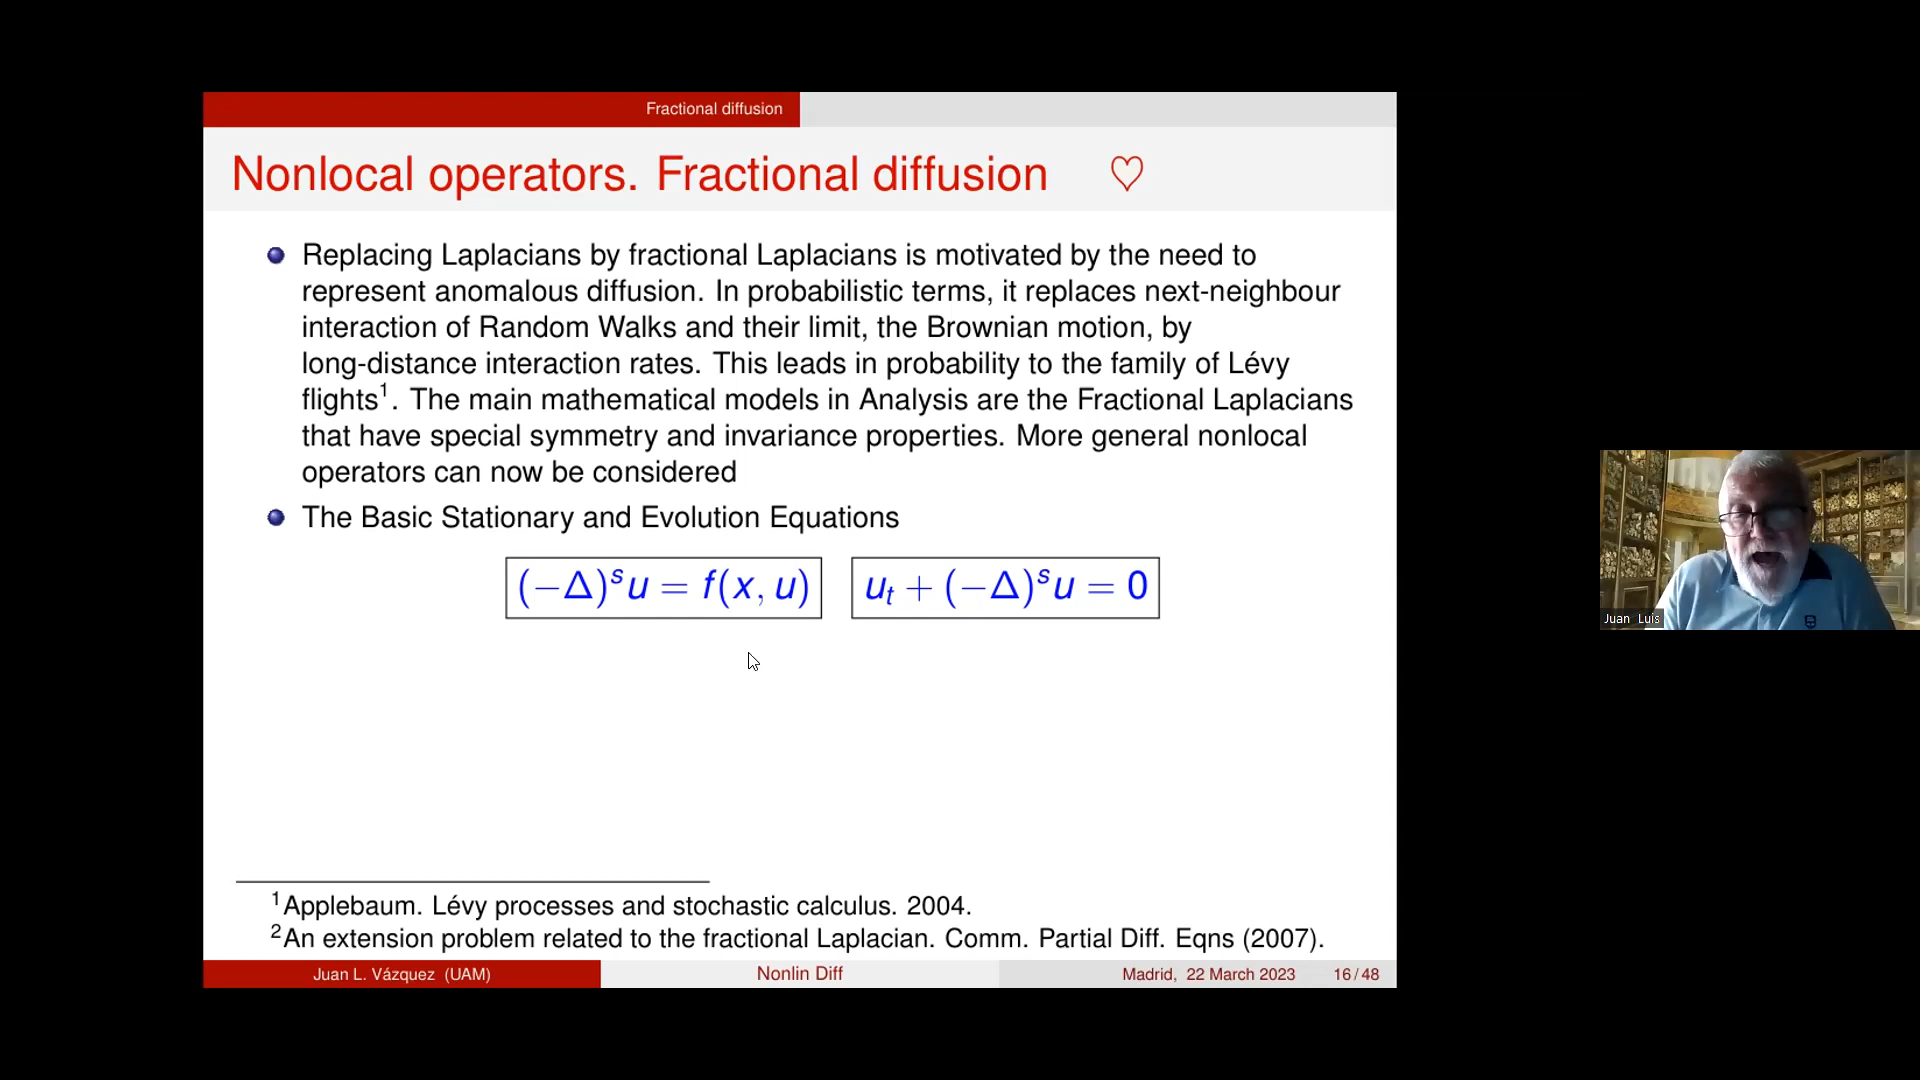 Fractional diffusion
Nonlocal operators. Fractional diffusion ♡
Replacing Laplacians by fractional Laplacians is motivated by the need to
represent anomalous diffusion. In probabilistic terms, it replaces next-neighbour
interaction of Random Walks and their limit, the Brownian motion, by
long-distance interaction rates. This leads in probability to the family of Lévy
flights¹. The main mathematical models in Analysis are the Fractional Laplacians
that have special symmetry and invariance properties. More general nonlocal
operators can now be considered
The Basic Stationary and Evolution Equations
(−Δ)ˢu = f(x, u) uₜ + (−Δ)ˢu = 0
Juan Luis
¹Applebaum. Lévy processes and stochastic calculus. 2004.
²An extension problem related to the fractional Laplacian. Comm. Partial Diff. Eqns (2007).
Juan L. Vázquez (UAM) Nonlin Diff Madrid, 22 March 2023 16 / 48